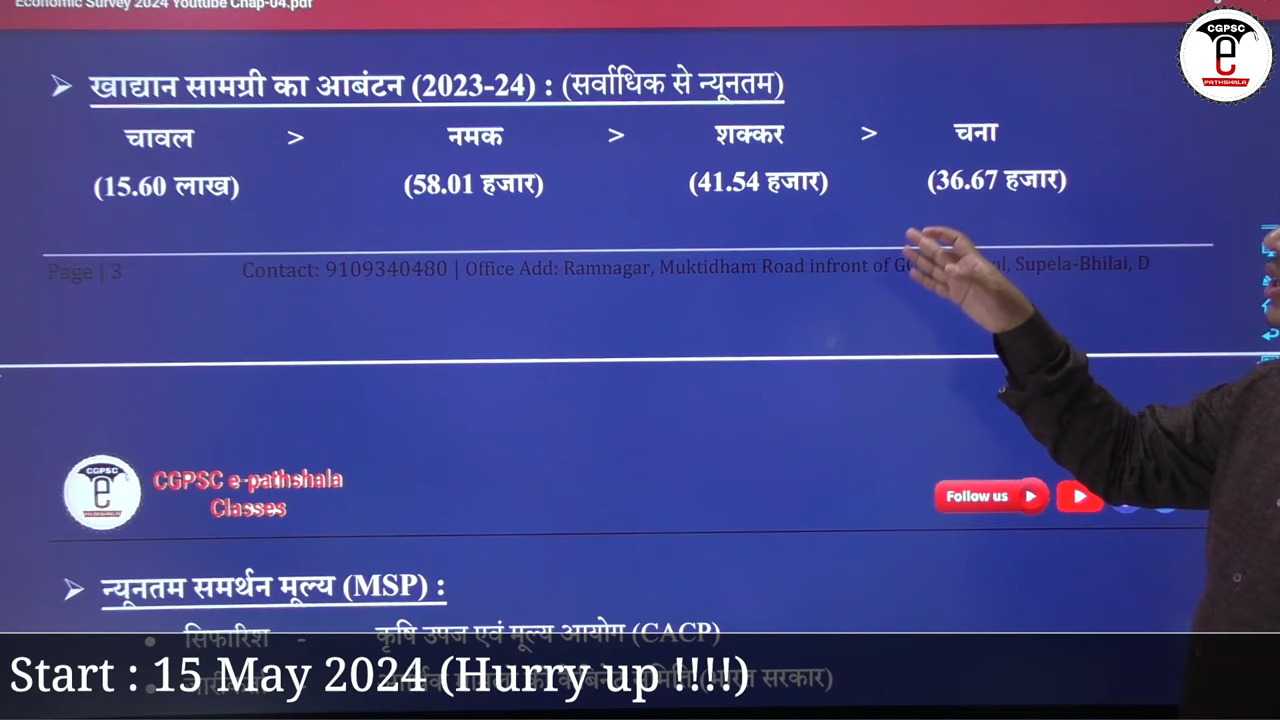 Economic Survey 2024 Youtube Chap-04.pdf
CGPSC
e
PATHSHALA
➢ खाद्यान सामग्री का आबंटन (2023-24) : (सर्वाधिक से न्यूनतम)
चावल > नमक > शक्कर > चना
(15.60 लाख) (58.01 हजार) (41.54 हजार) (36.67 हजार)
Page | 3 Contact: 9109340480 | Office Add: Ramnagar, Muktidham Road infront of Supela-Bhilai, D
CGPSC
e
CGPSC e-pathshala
Classes
Follow us
➢ न्यूनतम समर्थन मूल्य (MSP) :
• सिफारिश - कृषि उपज एवं मूल्य आयोग (CACP)
(भारत सरकार)
Start : 15 May 2024 (Hurry up !!!!)